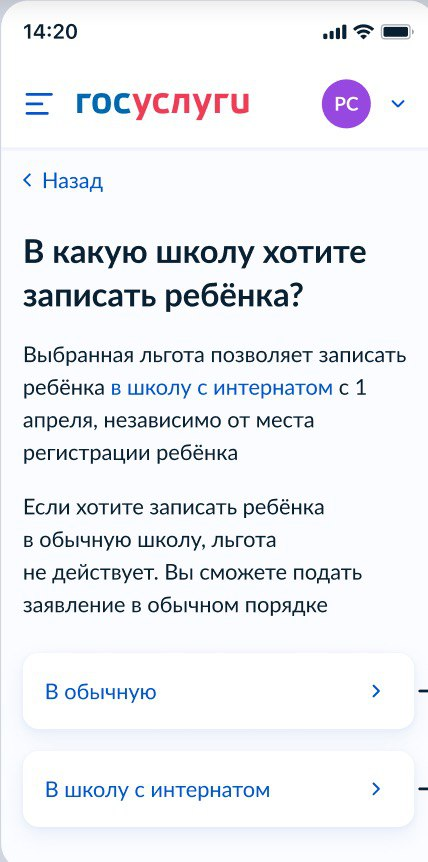 14:20
госуслуги
РС
Назад
В какую школу хотите
записать ребёнка?
Выбранная льгота позволяет записать
ребёнка в школу с интернатом с 1
апреля, независимо от места
регистрации ребёнка
Если хотите записать ребёнка
в обычную школу, льгота
не действует. Вы сможете подать
заявление в обычном порядке
В обычную
В школу с интернатом